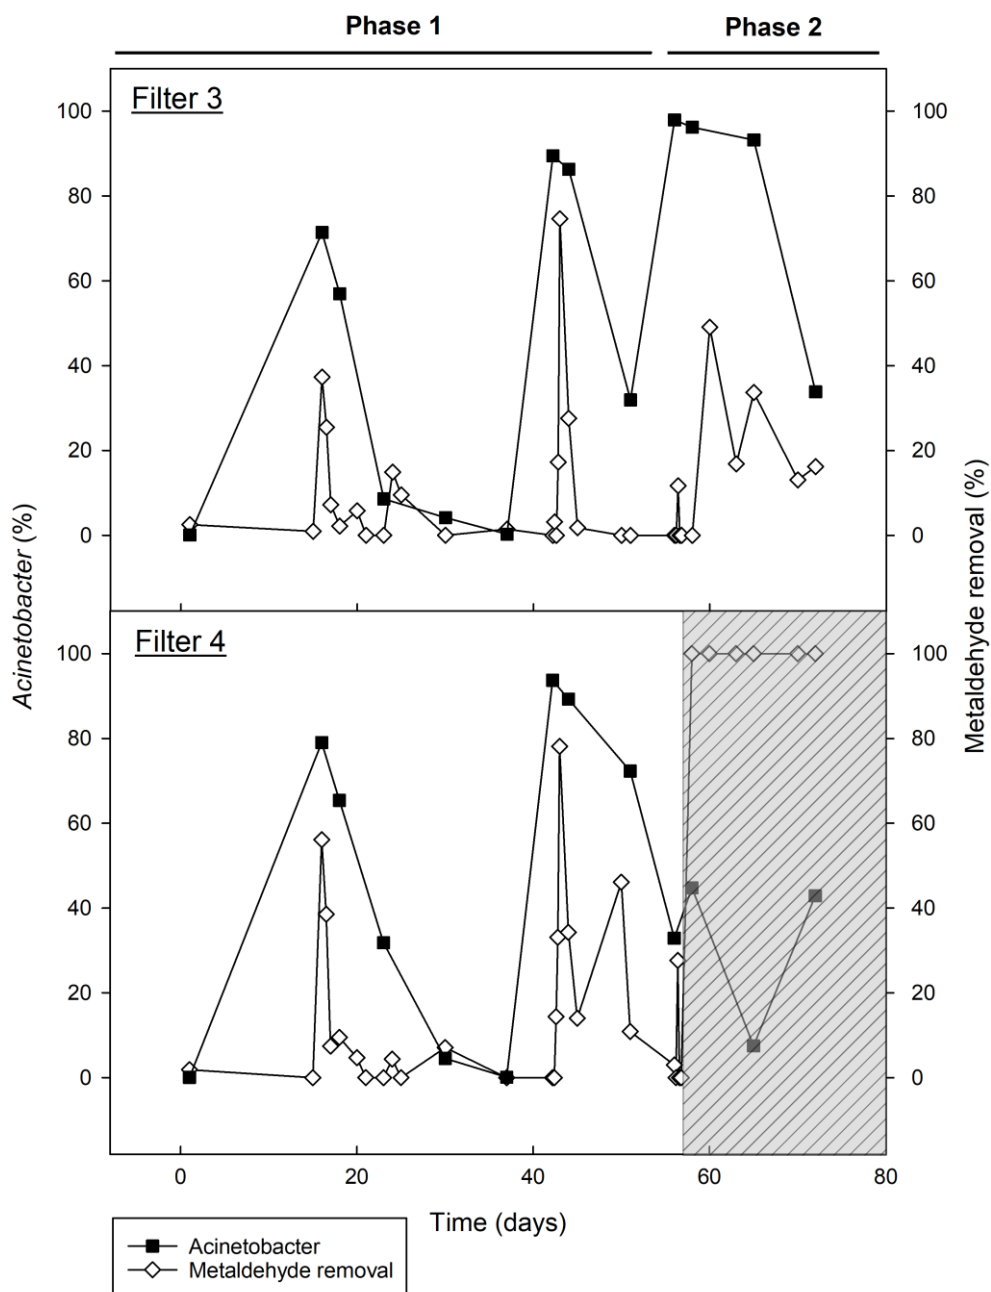 Phase 1 Phase 2
Filter 3
100 100
80 80
60 60
40 40
20 20
0 0
Acinetobacter (%)
Metaldehyde removal (%)
Filter 4
100 100
80 80
60 60
40 40
20 20
0 0
0 20 40 60 80
Time (days)
Acinetobacter
Metaldehyde removal